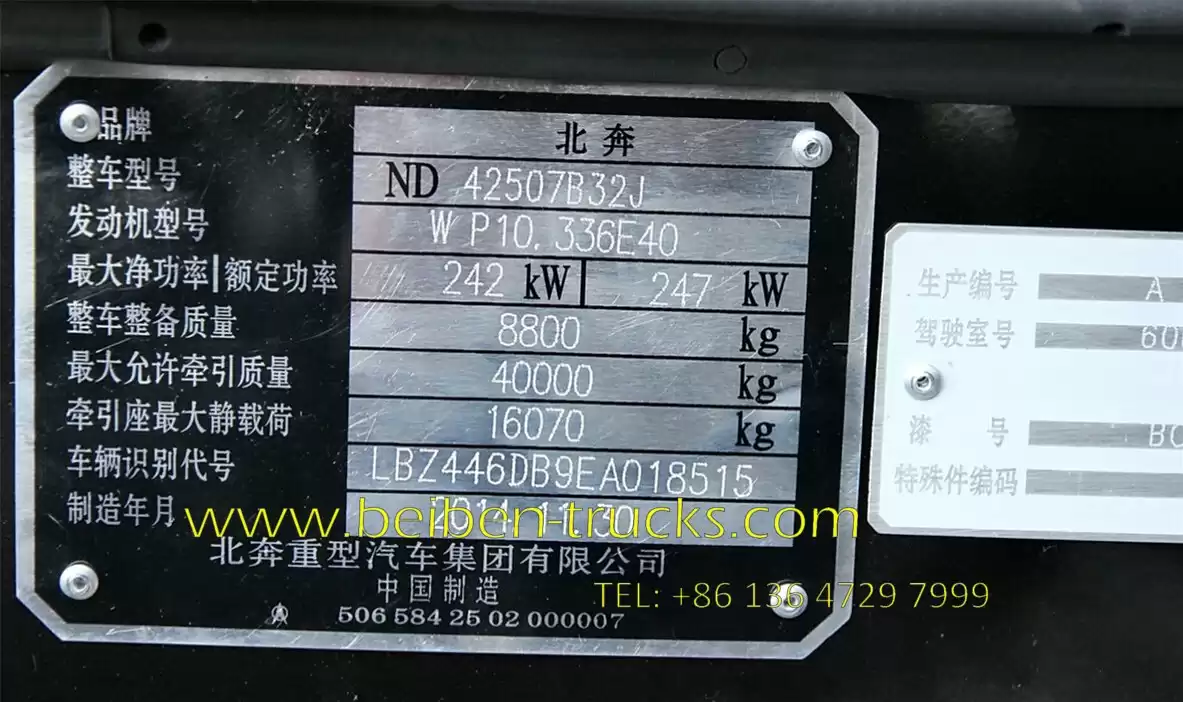 品牌 北奔
整车型号 ND 42507B32J
发动机型号 WP10.336E40
最大净功率|额定功率 242 kW 247 kW
整车整备质量 8800 kg
最大允许牵引质量 40000 kg
牵引座最大静载荷 16070 kg
车辆识别代号 LBZ446DB9EA018515
制造年月 2014.11.30
www.beiben-trucks.com
北奔重型汽车集团有限公司
中国制造
TEL: +86 136 4729 7999
506 584 25 02 000007
生产编号 A
驾驶室号 60
漆 号 BC
特殊件编码